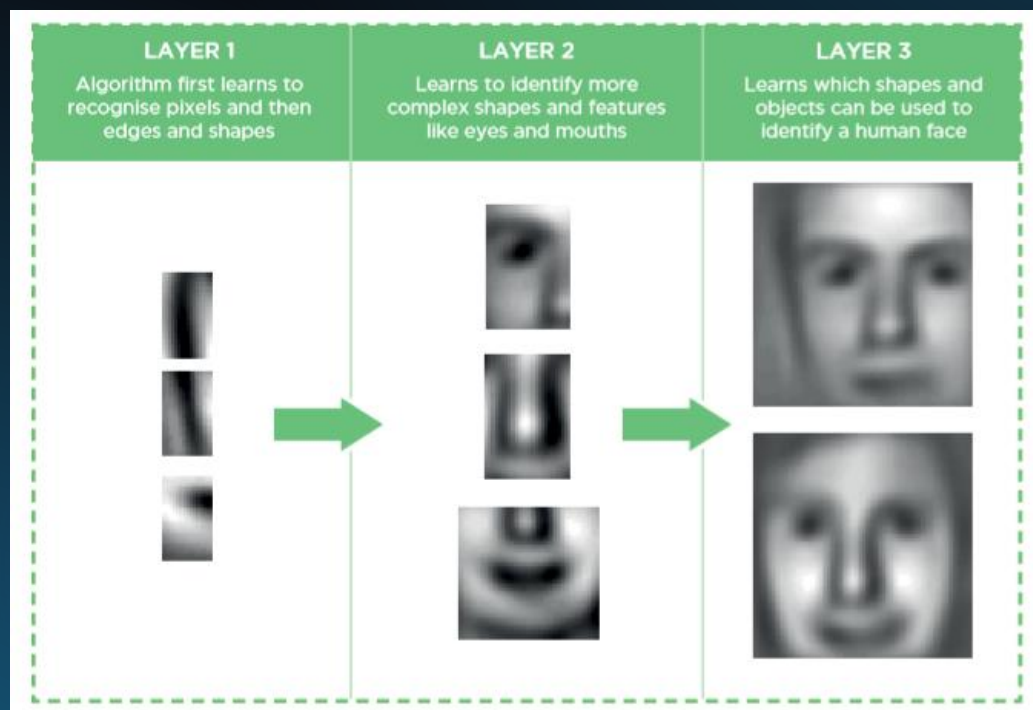 LAYER 1
Algorithm first learns to
recognise pixels and then
edges and shapes
LAYER 2
Learns to identify more
complex shapes and features
like eyes and mouths
LAYER 3
Learns which shapes and
objects can be used to
identify a human face